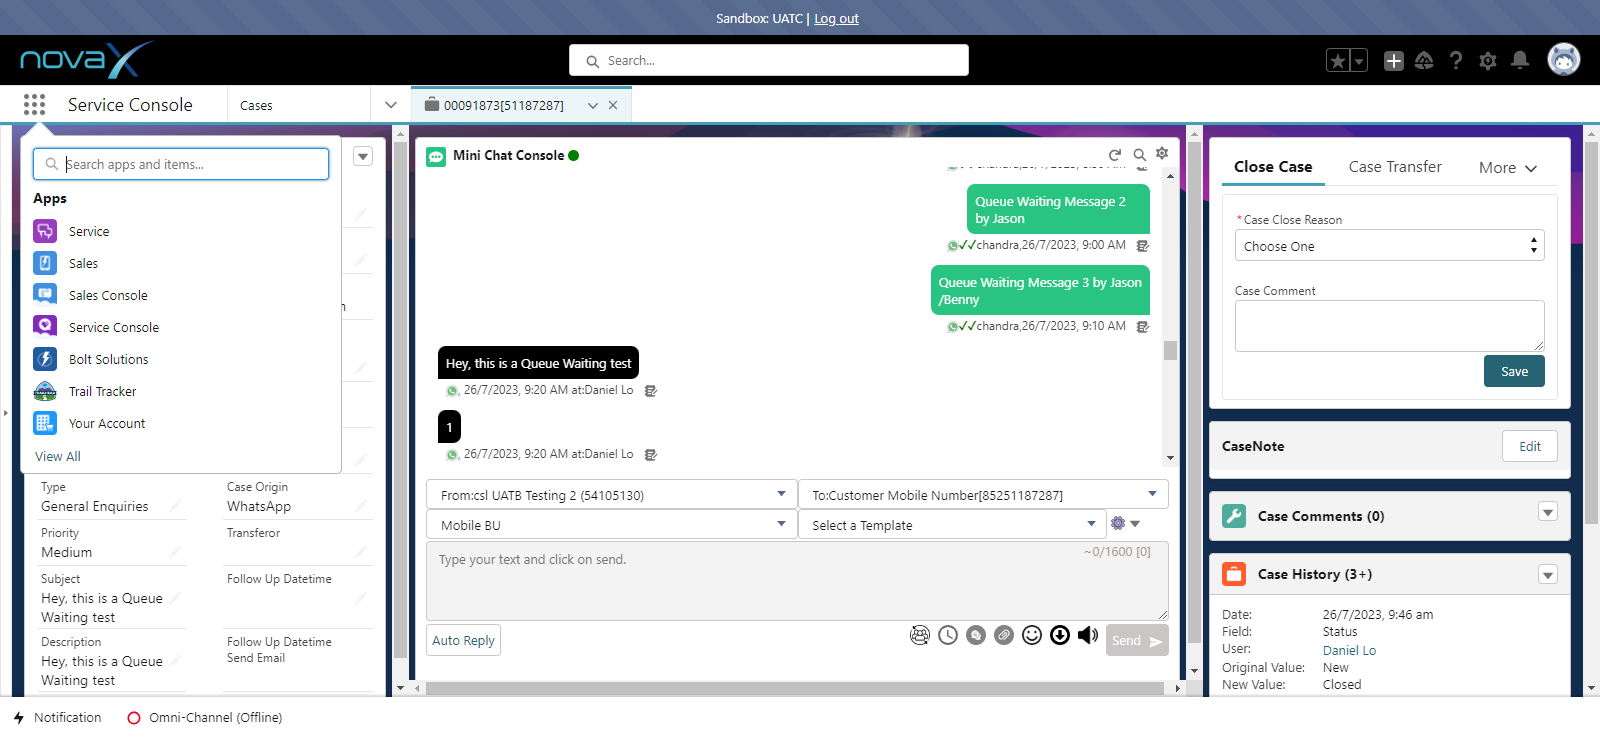 Sandbox: UATC | Log out
novaX
Search...
Service Console
Cases
00091873[51187287]
Search apps and items...
Apps
Service
Sales
Sales Console
Service Console
Bolt Solutions
Trail Tracker
Your Account
View All
Type
General Enquiries
Case Origin
WhatsApp
Priority
Medium
Transferor
Subject
Hey, this is a Queue
Waiting test
Follow Up Datetime
Description
Hey, this is a Queue
Waiting test
Follow Up Datetime
Send Email
Mini Chat Console
Queue Waiting Message 2
by Jason
chandra,26/7/2023, 9:00 AM
Queue Waiting Message 3 by Jason
/Benny
chandra,26/7/2023, 9:10 AM
Hey, this is a Queue Waiting test
, 26/7/2023, 9:20 AM at:Daniel Lo
1
, 26/7/2023, 9:20 AM at:Daniel Lo
From:csl UATB Testing 2 (54105130)
To:Customer Mobile Number[85251187287]
Mobile BU
Select a Template
Type your text and click on send.
~0/1600 [0]
Auto Reply
Send
Close Case
Case Transfer
More
*Case Close Reason
Choose One
Case Comment
Save
CaseNote
Edit
Case Comments (0)
Case History (3+)
Date: 26/7/2023, 9:46 am
Field: Status
User: Daniel Lo
Original Value: New
New Value: Closed
Notification
Omni-Channel (Offline)